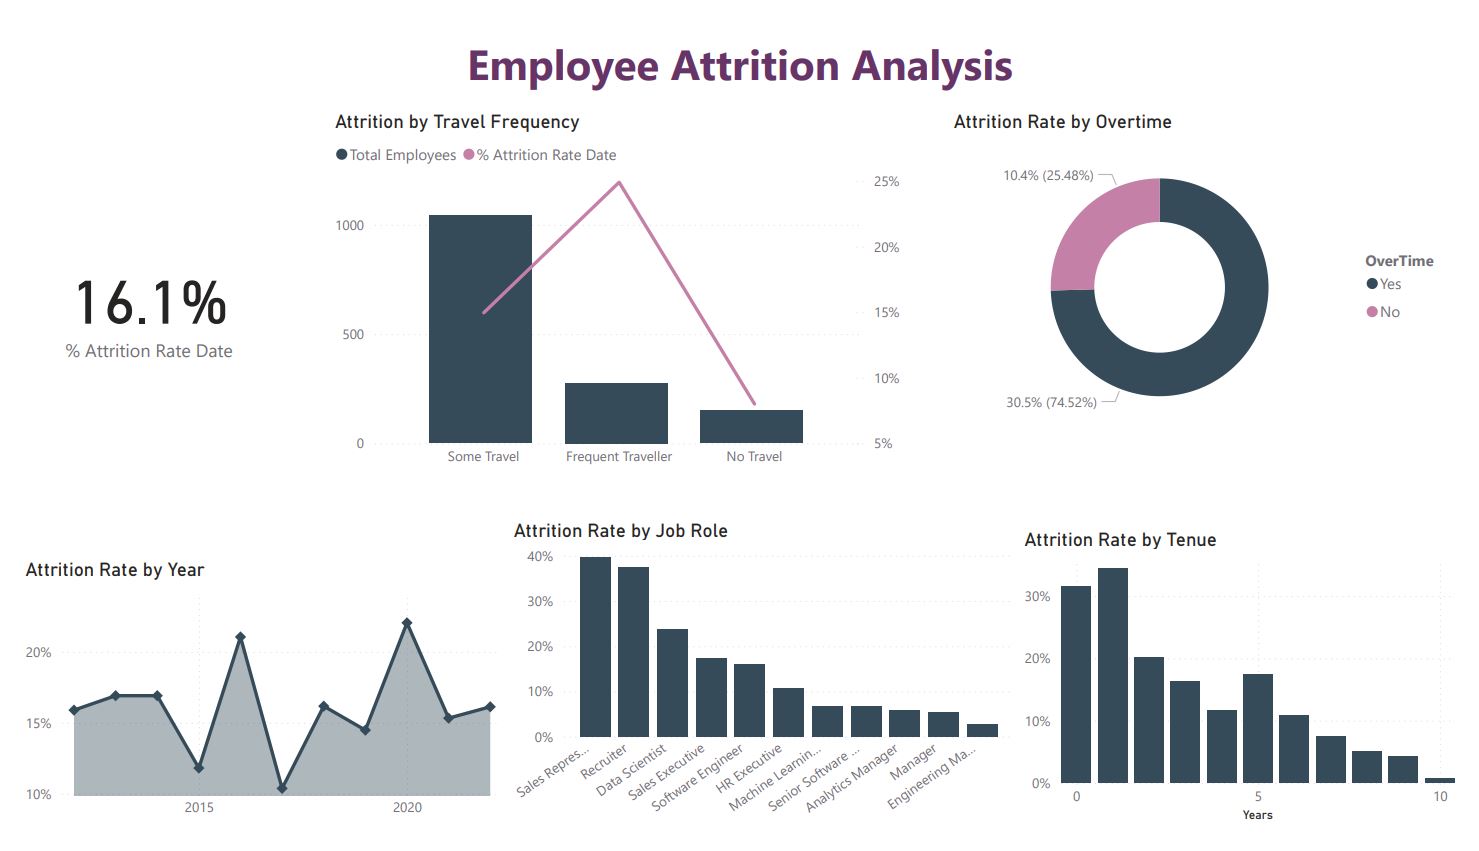 Employee Attrition Analysis
Attrition by Travel Frequency
Total Employees % Attrition Rate Date
1000
500
0
25%
20%
15%
10%
5%
Some Travel Frequent Traveller No Travel
Attrition Rate by Overtime
10.4% (25.48%)
30.5% (74.52%)
OverTime
Yes
No
16.1%
% Attrition Rate Date
Attrition Rate by Year
20%
15%
10%
2015 2020
Attrition Rate by Job Role
40%
30%
20%
10%
0%
Sales Repres...
Recruiter
Data Scientist
Sales Executive
Software Engineer
HR Executive
Machine Learnin...
Senior Software ...
Analytics Manager
Manager
Engineering Ma...
Attrition Rate by Tenue
30%
20%
10%
0%
0 5 10
Years